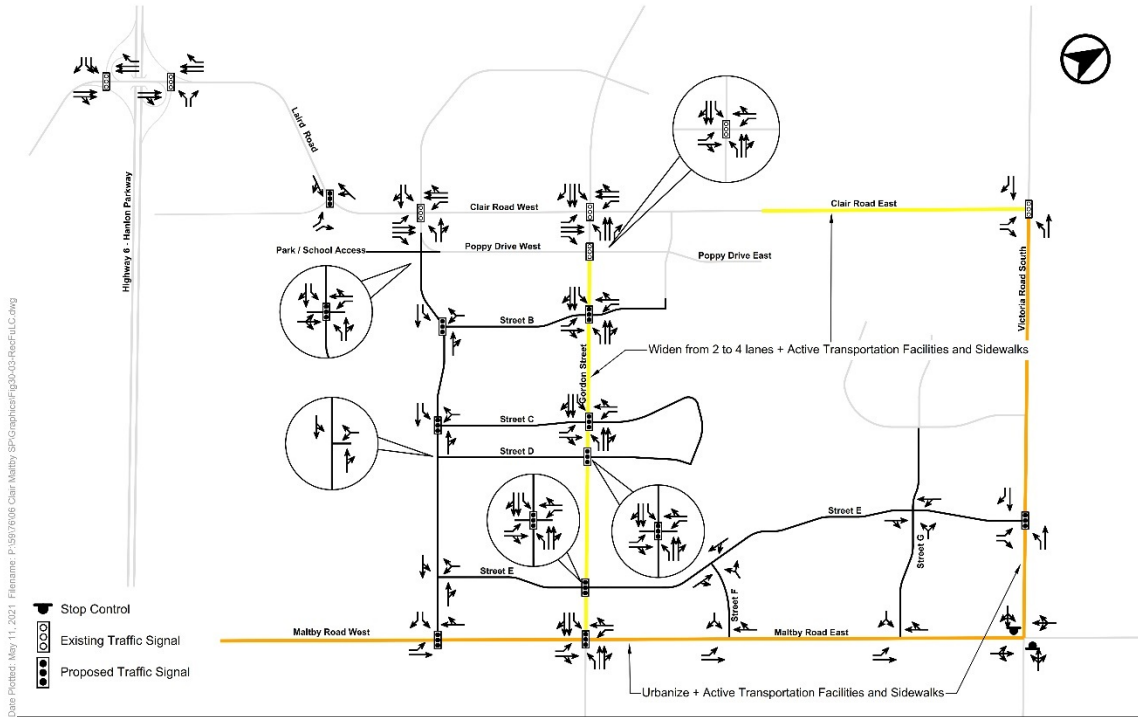 Laird Road
Highway 6 - Hanlon Parkway
Clair Road West
Clair Road East
Park / School Access
Poppy Drive West
Poppy Drive East
Victoria Road South
Street B
Widen from 2 to 4 lanes + Active Transportation Facilities and Sidewalks
Gordon Street
Street C
Street D
Street E
Street E
Street G
Street F
Stop Control
Existing Traffic Signal
Proposed Traffic Signal
Maltby Road West
Maltby Road East
Urbanize + Active Transportation Facilities and Sidewalks
Date Plotted: May 11, 2021 Filename: P:\59\76\06 Clair Maltby SP\Graphics\Fig30-03-RecFuLC.dwg